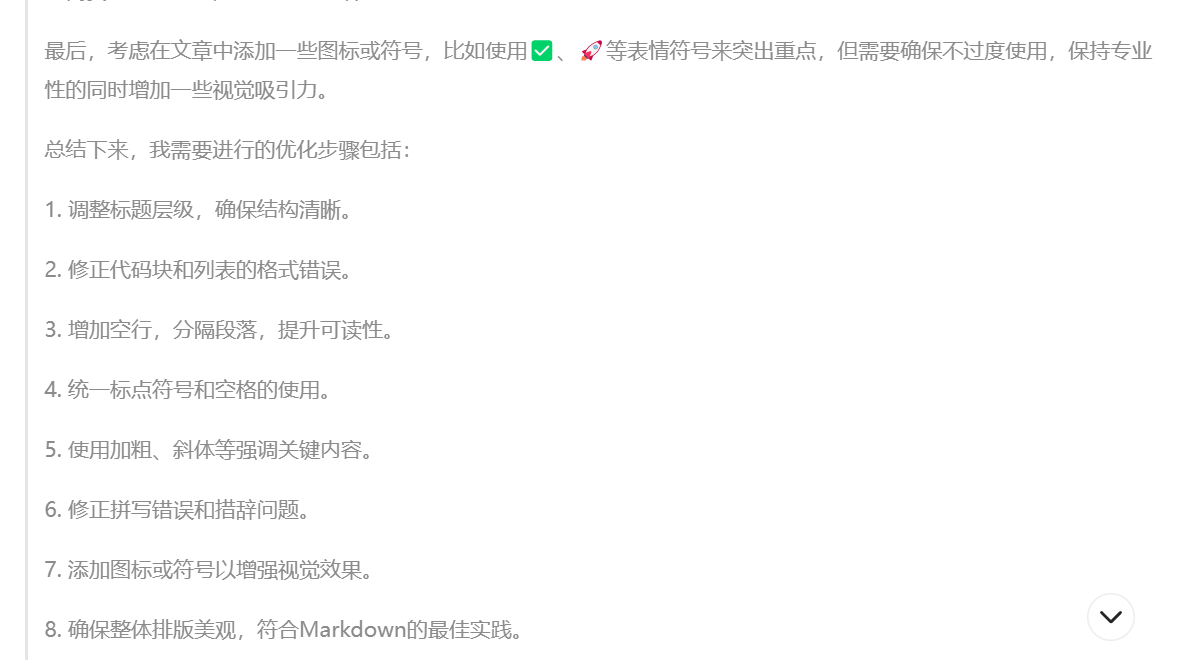 最后，考虑在文章中添加一些图标或符号，比如使用✅、🚀等表情符号来突出重点，但需要确保不过度使用，保持专业
性的同时增加一些视觉吸引力。
总结下来，我需要进行的优化步骤包括：
1. 调整标题层级，确保结构清晰。
2. 修正代码块和列表的格式错误。
3. 增加空行，分隔段落，提升可读性。
4. 统一标点符号和空格的使用。
5. 使用加粗、斜体等强调关键内容。
6. 修正拼写错误和措辞问题。
7. 添加图标或符号以增强视觉效果。
8. 确保整体排版美观，符合Markdown的最佳实践。